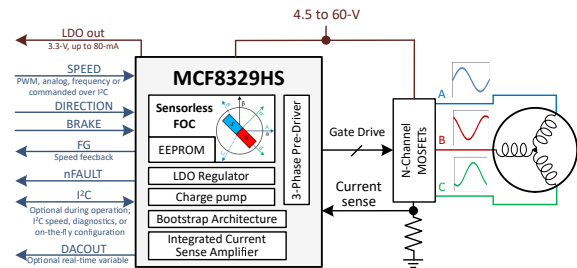 4.5 to 60-V
LDO out
3.3-V, up to 80-mA
SPEED
PWM, analog, frequency or
commanded over I²C
DIRECTION
BRAKE
FG
Speed feecback
nFAULT
I²C
Optional during operation;
I²C speed, diagnostics, or
on-the-fly configuration
DACOUT
Optional real-time variable
MCF8329HS
Sensorless
FOC
EEPROM
LDO Regulator
Charge pump
Bootstrap Architecture
Integrated Current
Sense Amplifier
3-Phase Pre-Driver
Gate Drive
Current
sense
N-Channel
MOSFETs
A
B
C